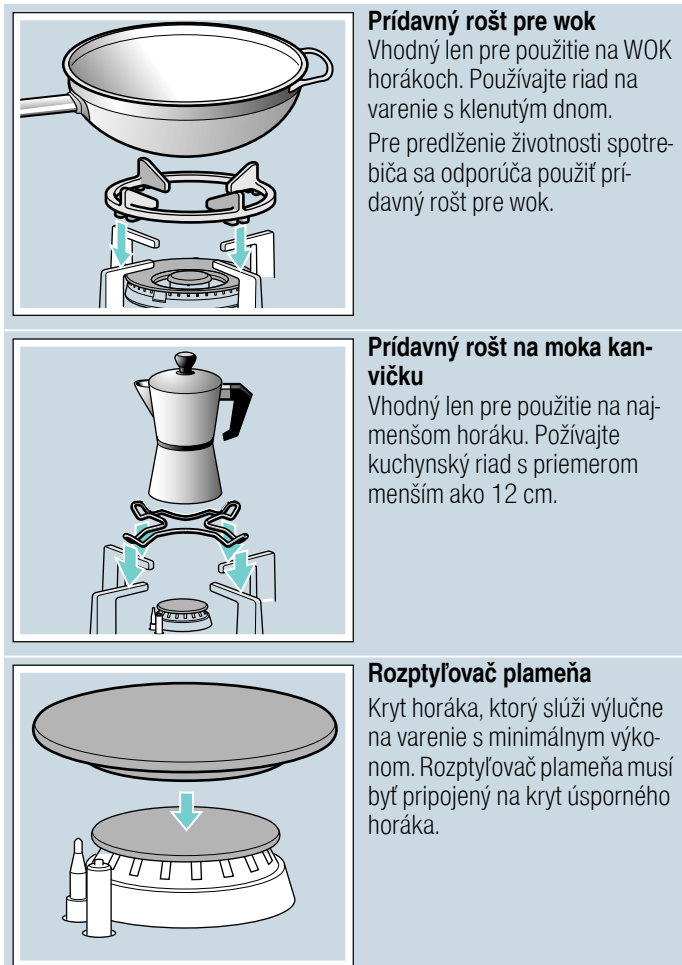 Prídavný rošt pre wok
Vhodný len pre použitie na WOK
horákoch. Používajte riad na
varenie s klenutým dnom.
Pre predlženie životnosti spotre-
biča sa odporúča použiť prí-
davný rošt pre wok.
Prídavný rošt na moka kan-
vičku
Vhodný len pre použitie na naj-
menšom horáku. Požívajte
kuchynský riad s priemerom
menším ako 12 cm.
Rozptyľovač plameňa
Kryt horáka, ktorý slúži výlučne
na varenie s minimálnym výko-
nom. Rozptyľovač plameňa musí
byť pripojený na kryt úsporného
horáka.